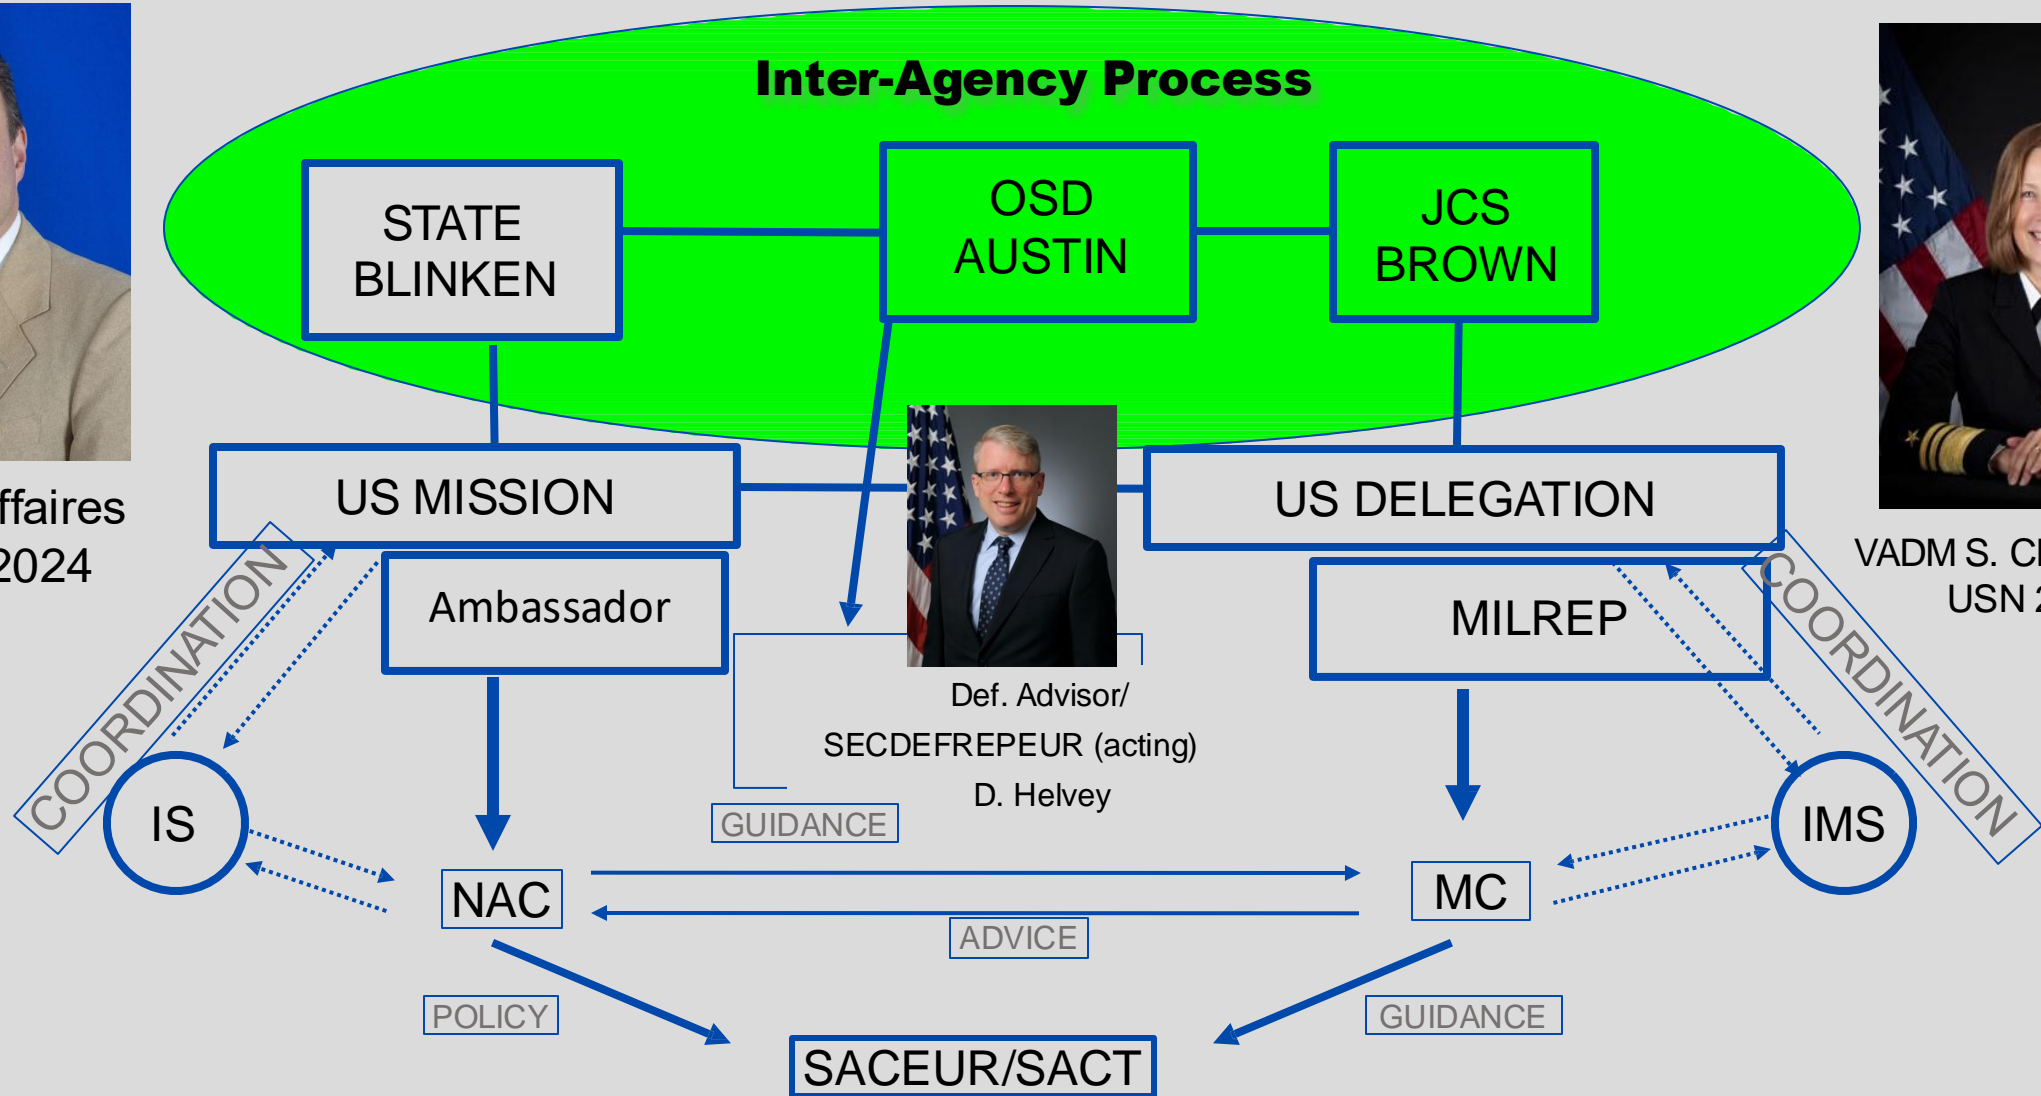 Inter-Agency Process
STATE
BLINKEN
OSD
AUSTIN
JCS
BROWN
US MISSION
US DELEGATION
2024
VADM S.
USN
COORDINATION
Ambassador
MILREP
COORDINATION
Def. Advisor/
SECDEFREPEUR (acting)
D. Helvey
IS
GUIDANCE
IMS
NAC
MC
ADVICE
POLICY
GUIDANCE
SACEUR/SACT